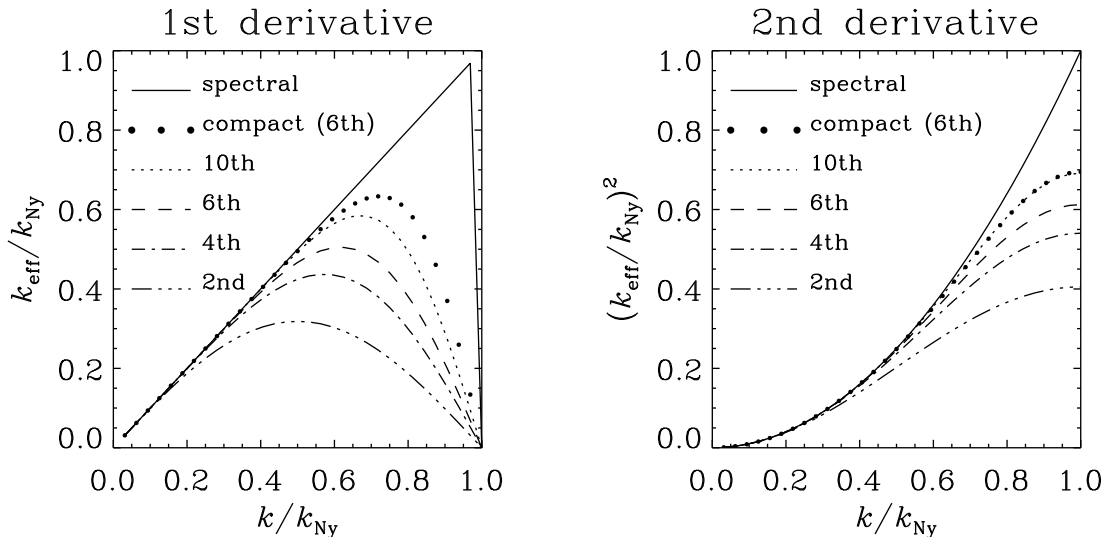 1st derivative
1.0
0.8
0.6
0.4
0.2
0.0
k_eff/k_Ny
spectral
compact (6th)
10th
6th
4th
2nd
0.0 0.2 0.4 0.6 0.8 1.0
k/k_Ny
2nd derivative
1.0
0.8
0.6
0.4
0.2
0.0
(k_eff/k_Ny)²
spectral
compact (6th)
10th
6th
4th
2nd
0.0 0.2 0.4 0.6 0.8 1.0
k/k_Ny